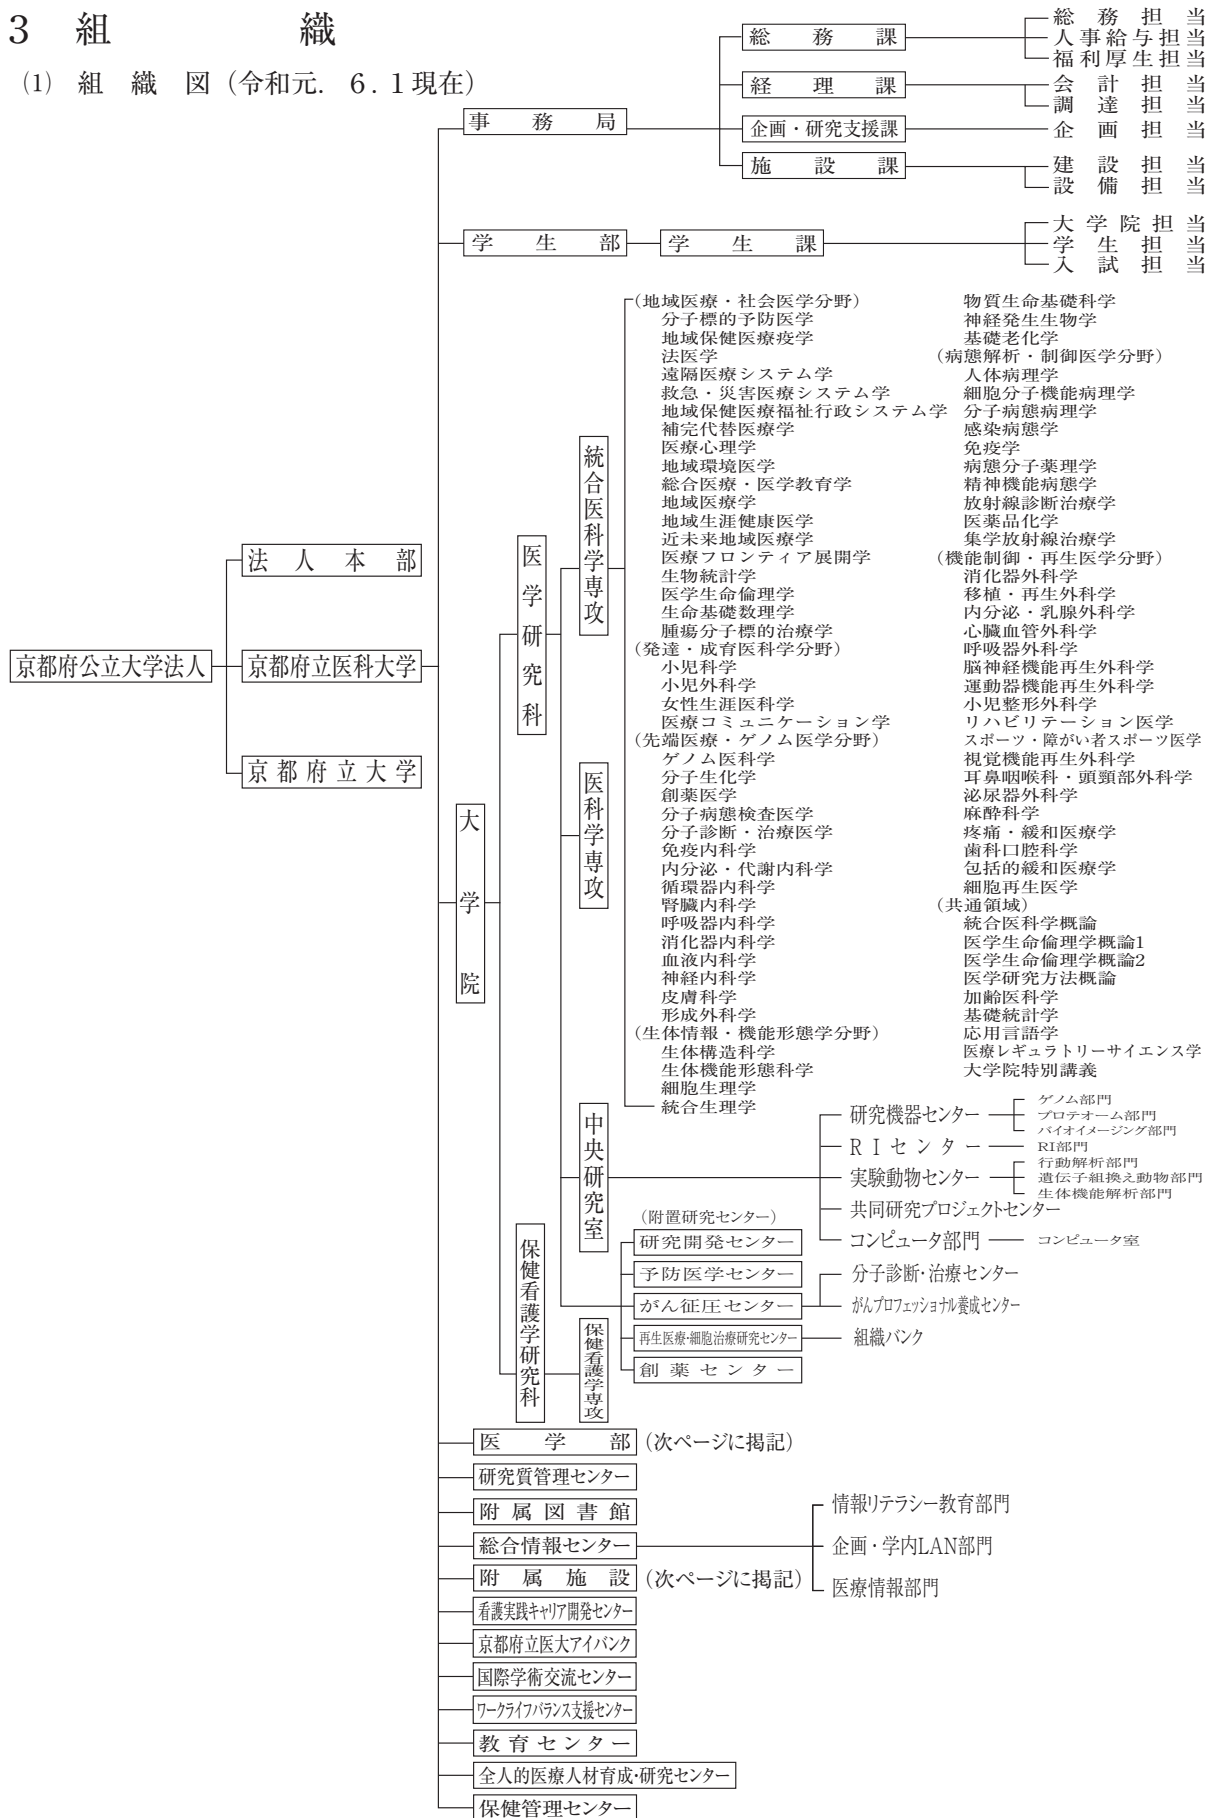 3 組 織
(1) 組 織 図 (令和元. 6.1現在)
京都府公立大学法人
法人本部
京都府立医科大学
京都府立大学
事務局
総務課
総務担当
人事給与担当
福利厚生担当
経理課
会計担当
調達担当
企画・研究支援課
企画担当
施設課
建設担当
設備担当
学生部
学生課
大学院担当
学生担当
入試担当
大学院
医学研究科
統合医科学専攻
(地域医療・社会医学分野)
分子標的予防医学
地域保健医療疫学
法医学
遠隔医療システム学
救急・災害医療システム学
地域保健医療福祉行政システム学
補完代替医療学
医療心理学
地域環境医学
総合医療・医学教育学
地域医療学
地域生涯健康医学
近未来地域医療学
医療フロンティア展開学
生物統計学
医学生命倫理学
生命基礎数理学
腫瘍分子標的治療学
(発達・成育医科学分野)
小児科学
小児外科学
女性生涯医科学
医療コミュニケーション学
(先端医療・ゲノム医学分野)
ゲノム医科学
分子生化学
創薬医学
分子病態検査医学
分子診断・治療医学
免疫内科学
内分泌・代謝内科学
循環器内科学
腎臓内科学
呼吸器内科学
消化器内科学
血液内科学
神経内科学
皮膚科学
形成外科学
(生体情報・機能形態学分野)
生体構造科学
生体機能形態科学
細胞生理学
統合生理学
物質生命基礎科学
神経発生生物学
基礎老化学
(病態解析・制御医学分野)
人体病理学
細胞分子機能病理学
分子病態病理学
感染病態学
免疫学
病態分子薬理学
精神機能病態学
放射線診断治療学
医薬品化学
集学放射線治療学
(機能制御・再生医学分野)
消化器外科学
移植・再生外科学
内分泌・乳腺外科学
心臓血管外科学
呼吸器外科学
脳神経機能再生外科学
運動器機能再生外科学
小児整形外科学
リハビリテーション医学
スポーツ・障がい者スポーツ医学
視覚機能再生外科学
耳鼻咽喉科・頭頸部外科学
泌尿器外科学
麻酔科学
疼痛・緩和医療学
歯科口腔科学
包括的緩和医療学
細胞再生医学
(共通領域)
統合医科学概論
医学生命倫理学概論1
医学生命倫理学概論2
医学研究方法概論
加齢医科学
基礎統計学
応用言語学
医療レギュラトリーサイエンス学
大学院特別講義
医科学専攻
中央研究室
研究機器センター
ゲノム部門
プロテオーム部門
バイオイメージング部門
RIセンター
RI部門
実験動物センター
行動解析部門
遺伝子組換え動物部門
生体機能解析部門
共同研究プロジェクトセンター
コンピュータ部門
コンピュータ室
(附置研究センター)
研究開発センター
予防医学センター
がん征圧センター
分子診断・治療センター
がんプロフェッショナル養成センター
再生医療・細胞治療研究センター
組織バンク
創薬センター
保健看護学研究科
保健看護学専攻
医学部 (次ページに掲記)
研究質管理センター
附属図書館
総合情報センター
情報リテラシー教育部門
企画・学内LAN部門
医療情報部門
附属施設 (次ページに掲記)
看護実践キャリア開発センター
京都府立医大アイバンク
国際学術交流センター
ワークライフバランス支援センター
教育センター
全人的医療人材育成・研究センター
保健管理センター